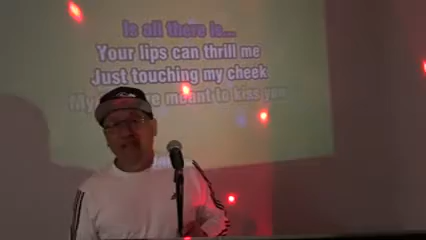 Is all there is...
Your lips can thrill me
Just touching my cheek
My meant to kiss you